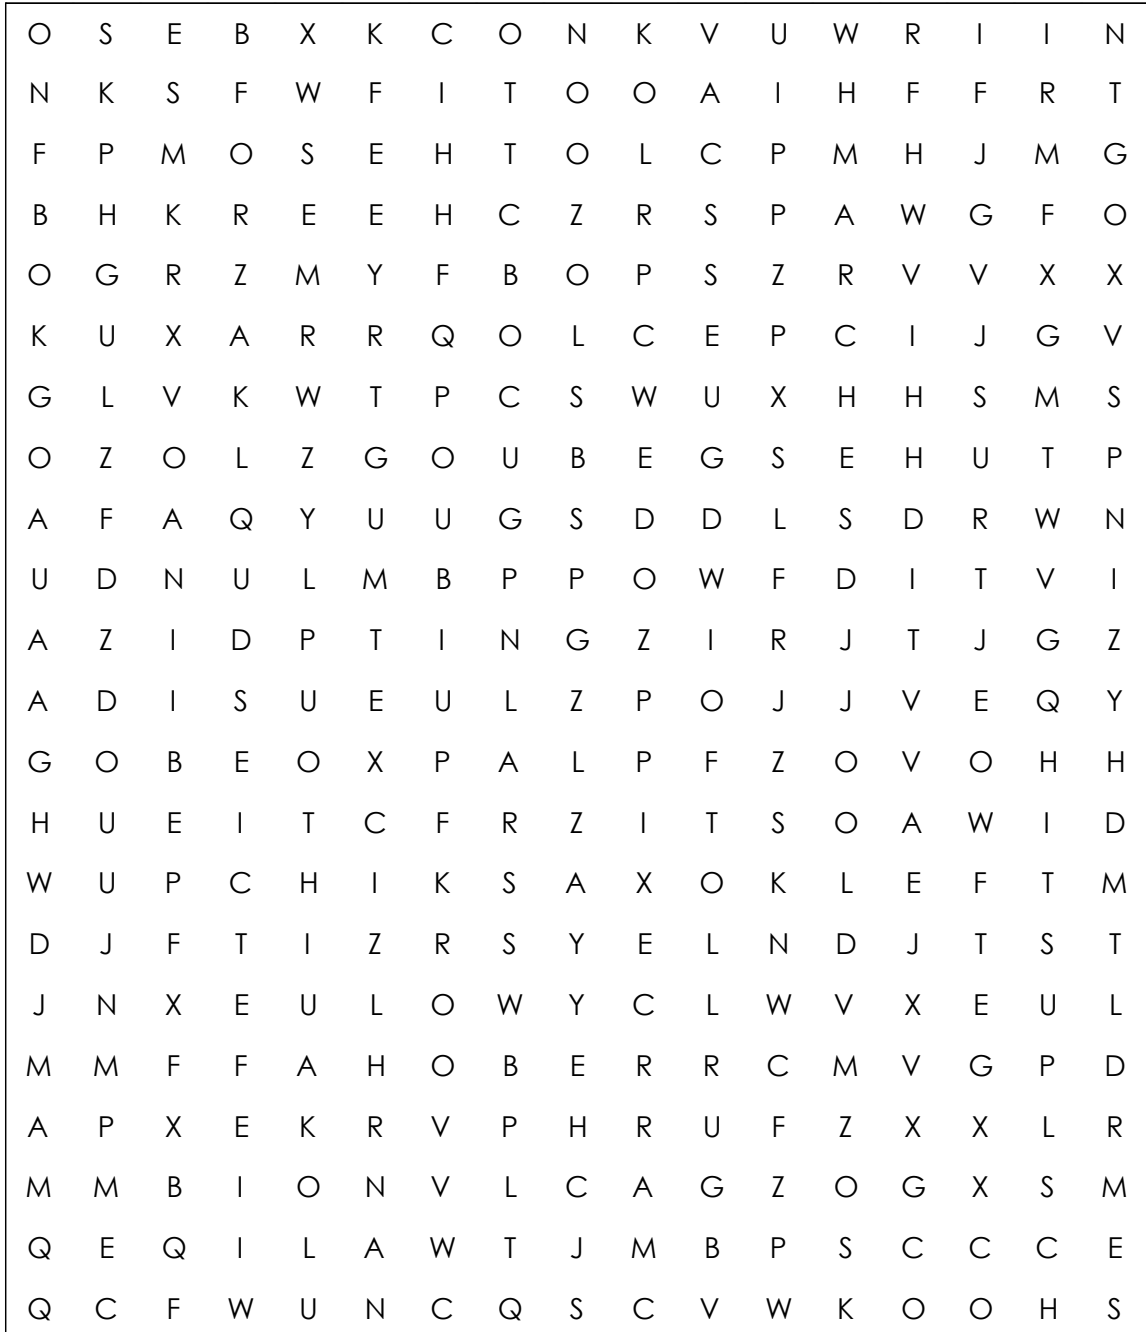 O S E B X K C O N K V U W R I I N
N K S F W F I T O O A I H F F R T
F P M O S E H T O L C P M H J M G
B H K R E E H C Z R S P A W G F O
O G R Z M Y F B O P S Z R V V X X
K U X A R R Q O L C E P C I J G V
G L V K W T P C S W U X H H S M S
O Z O L Z G O U B E G S E H U T P
A F A Q Y U U G S D D L S D R W N
U D N U L M B P P O W F D I T V I
A Z I D P T I N G Z I R J T J G Z
A D I S U E U L Z P O J J V E Q Y
G O B E O X P A L P F Z O V O H H
H U E I T C F R Z I T S O A W I D
W U P C H I K S A X O K L E F T M
D J F T I Z R S Y E L N D J T S T
J N X E U L O W Y C L W V X E U L
M M F F A H O B E R R C M V G P D
A P X E K R V P H R U F Z X X L R
M M B I O N V L C A G Z O G X S M
Q E Q I L A W T J M B P S C C C E
Q C F W U N C Q S C V W K O O H S